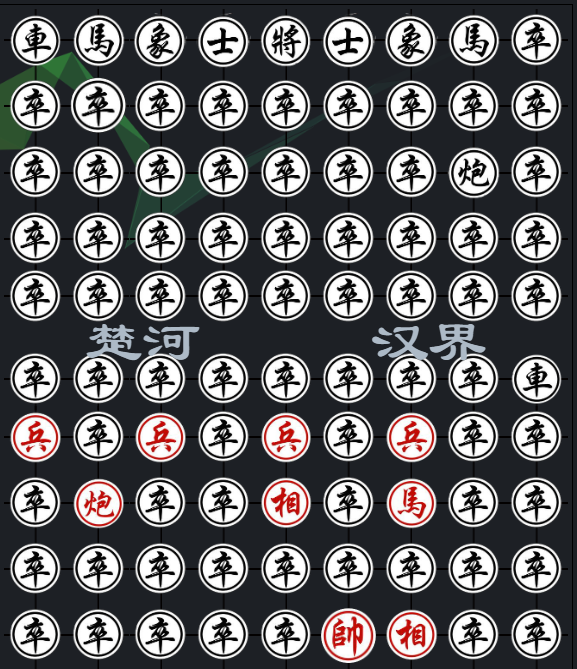 車馬象士將士象馬卒
卒卒卒卒卒卒卒卒卒
卒卒卒卒卒卒卒炮卒
卒卒卒卒卒卒卒卒卒
卒卒卒卒卒卒卒卒卒
楚河 汉界
卒卒卒卒卒卒卒卒車
兵卒兵卒兵卒兵卒卒
卒炮卒卒相卒馬卒卒
卒卒卒卒卒卒卒卒卒
卒卒卒卒卒帥相卒卒